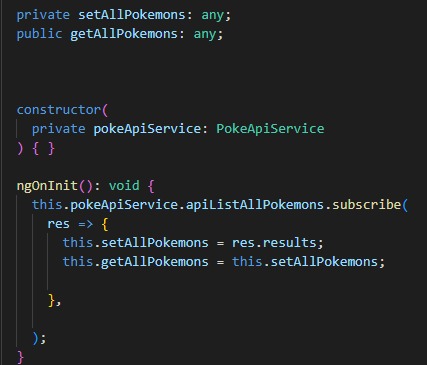 private setAllPokemons: any;
public getAllPokemons: any;
constructor(
private pokeApiService: PokeApiService
) { }
ngOnInit(): void {
this.pokeApiService.apiListAllPokemons.subscribe(
res => {
this.setAllPokemons = res.results;
this.getAllPokemons = this.setAllPokemons;
},
);
}